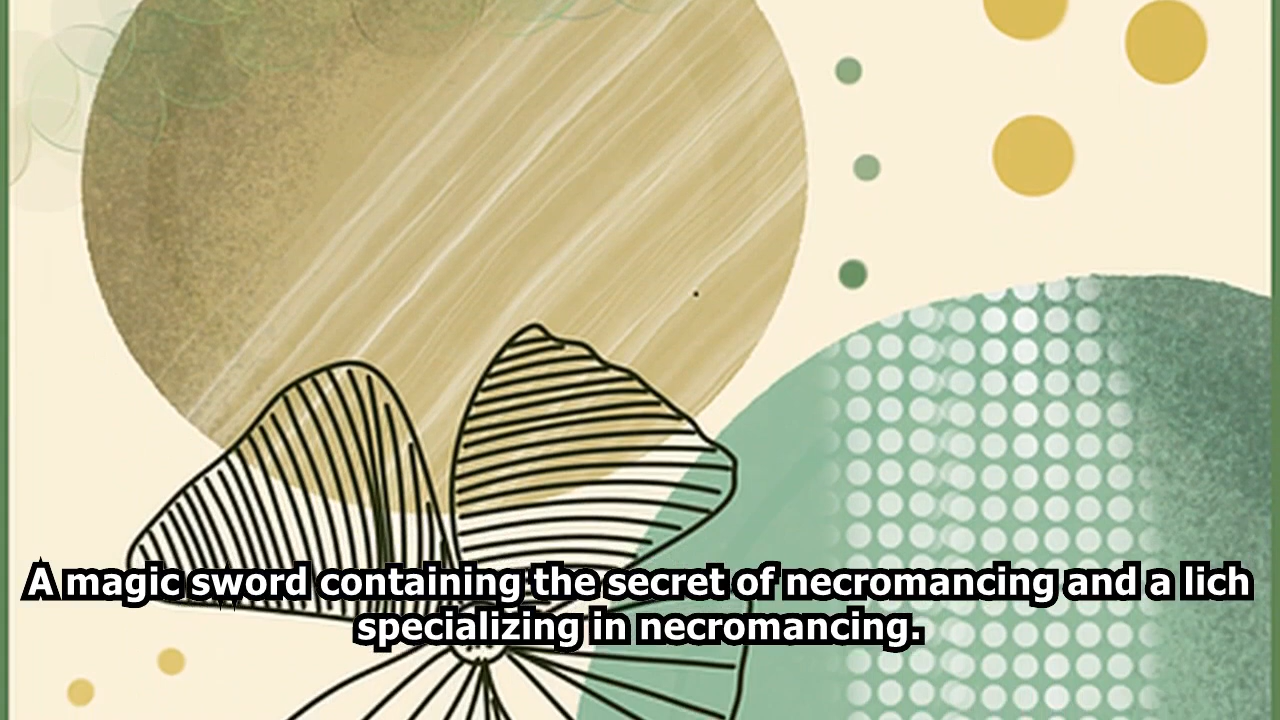 A magic sword containing the secret of necromancing and a lich
specializing in necromancing.